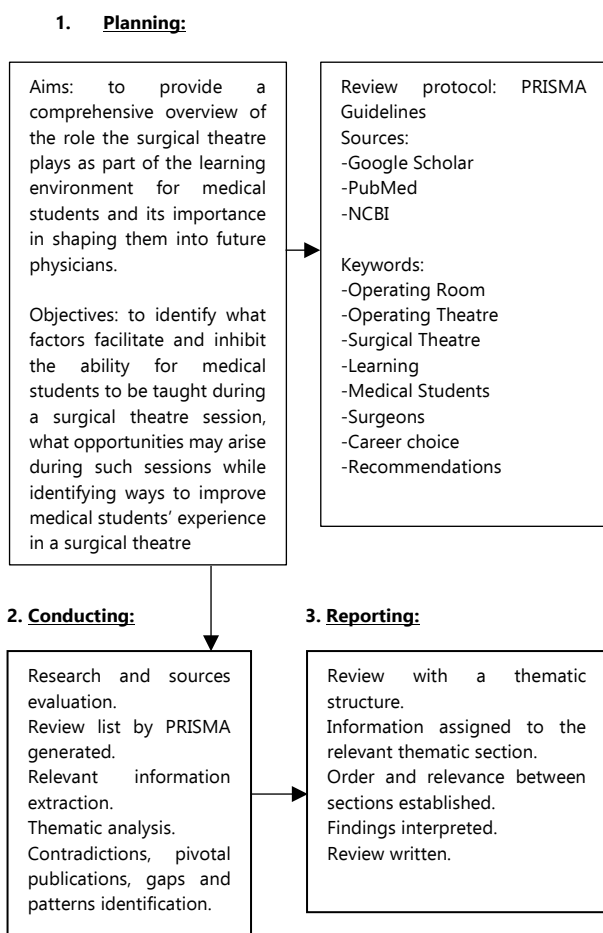 1. Planning:
Aims: to provide a
comprehensive overview of
the role the surgical theatre
plays as part of the learning
environment for medical
students and its importance
in shaping them into future
physicians.
Objectives: to identify what
factors facilitate and inhibit
the ability for medical
students to be taught during
a surgical theatre session,
what opportunities may arise
during such sessions while
identifying ways to improve
medical students’ experience
in a surgical theatre
Review protocol: PRISMA
Guidelines
Sources:
-Google Scholar
-PubMed
-NCBI
Keywords:
-Operating Room
-Operating Theatre
-Surgical Theatre
-Learning
-Medical Students
-Surgeons
-Career choice
-Recommendations
2. Conducting:
Research and sources
evaluation.
Review list by PRISMA
generated.
Relevant information
extraction.
Thematic analysis.
Contradictions, pivotal
publications, gaps and
patterns identification.
3. Reporting:
Review with a thematic
structure.
Information assigned to the
relevant thematic section.
Order and relevance between
sections established.
Findings interpreted.
Review written.